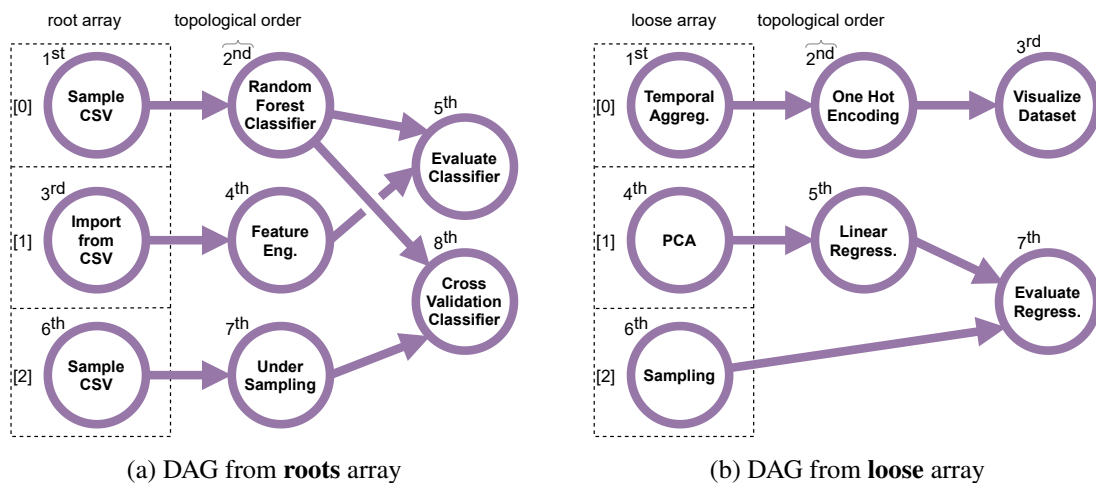 root array
topological order
1st
2nd
[0]
Sample
CSV
Random
Forest
Classifier
5th
Evaluate
Classifier
3rd
4th
[1]
Import
from
CSV
Feature
Eng.
8th
Cross
Validation
Classifier
6th
7th
[2]
Sample
CSV
Under
Sampling
(a) DAG from roots array
loose array
topological order
1st
2nd
3rd
[0]
Temporal
Aggreg.
One Hot
Encoding
Visualize
Dataset
4th
5th
[1]
PCA
Linear
Regress.
7th
Evaluate
Regress.
6th
[2]
Sampling
(b) DAG from loose array